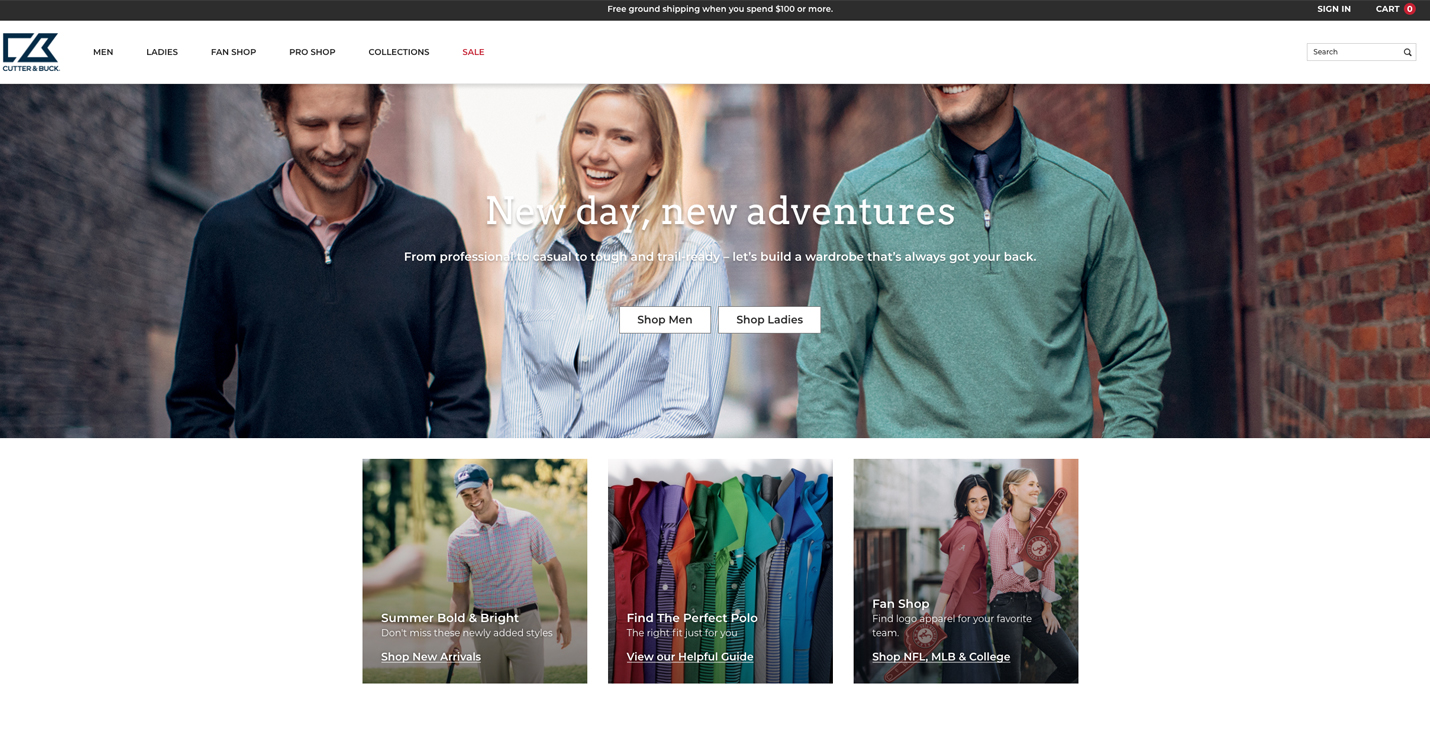 Free ground shipping when you spend $100 or more.
SIGN IN
CART 0
CUTTER & BUCK.
MEN
LADIES
FAN SHOP
PRO SHOP
COLLECTIONS
SALE
Search
New day, new adventures
From professional to casual to tough and trail-ready – let's build a wardrobe that's always got your back.
Shop Men
Shop Ladies
Summer Bold & Bright
Don't miss these newly added styles
Shop New Arrivals
Find The Perfect Polo
The right fit just for you
View our Helpful Guide
Fan Shop
Find logo apparel for your favorite
team.
Shop NFL, MLB & College